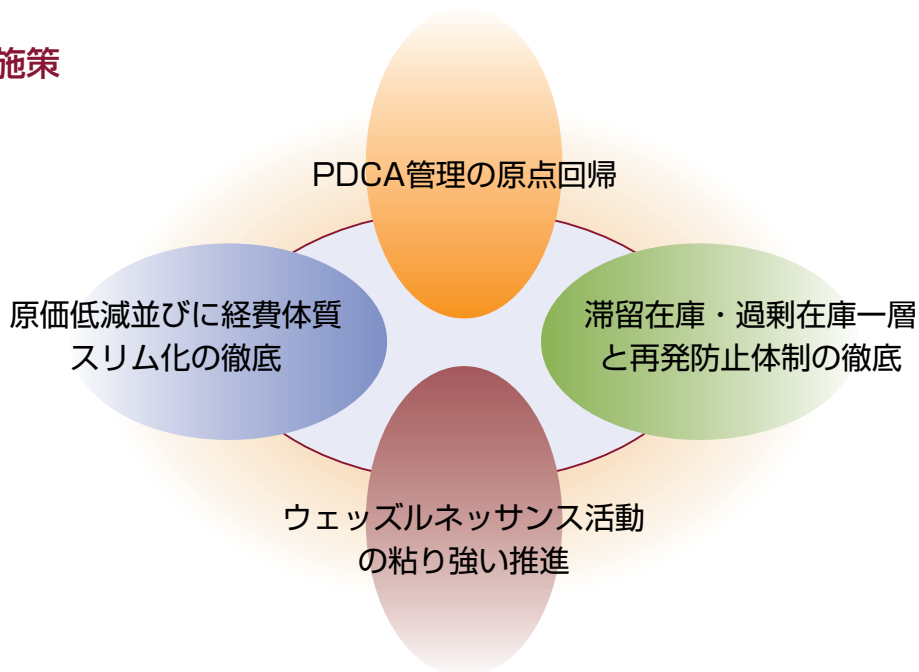 施策
PDCA管理の原点回帰
原価低減並びに経費体質
スリム化の徹底
滞留在庫・過剰在庫一層
と再発防止体制の徹底
ウェッズルネッサンス活動
の粘り強い推進